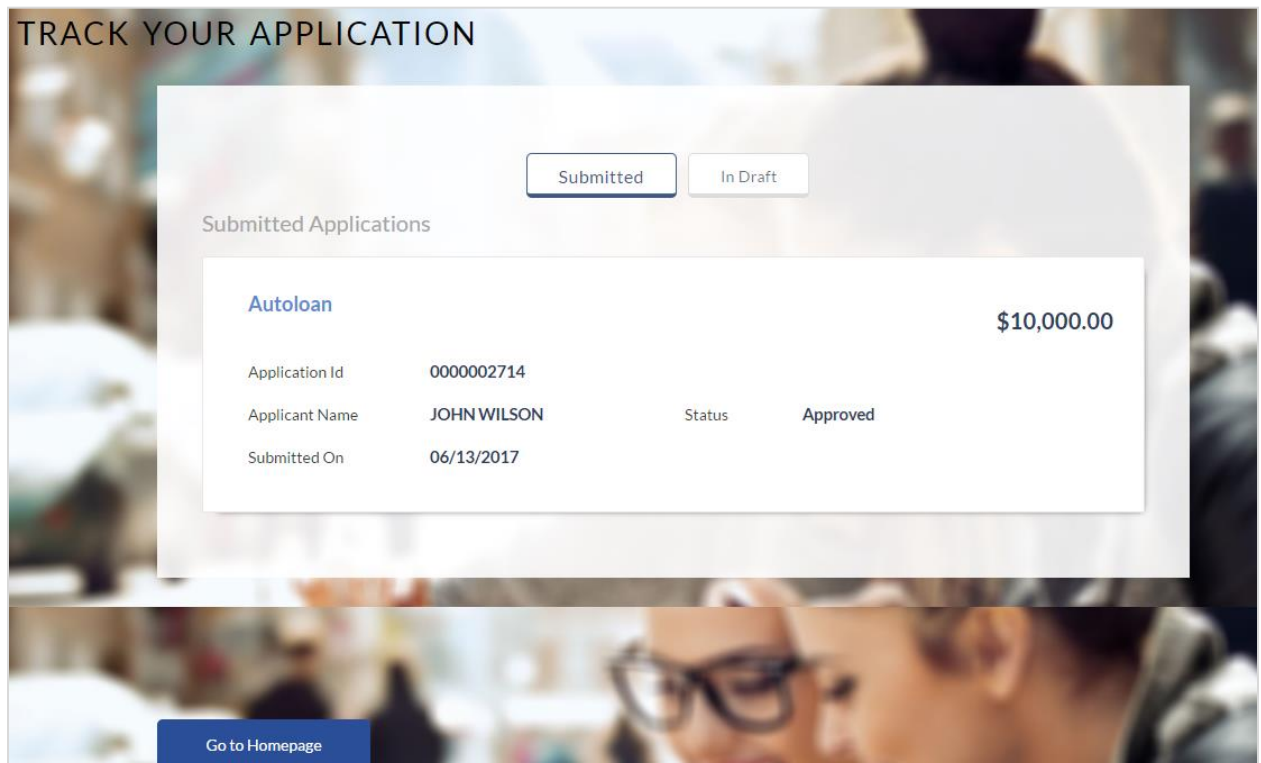 TRACK YOUR APPLICATION
Submitted In Draft
Submitted Applications
Autoloan
$10,000.00
Application Id 0000002714
Applicant Name JOHN WILSON Status Approved
Submitted On 06/13/2017
Go to Homepage